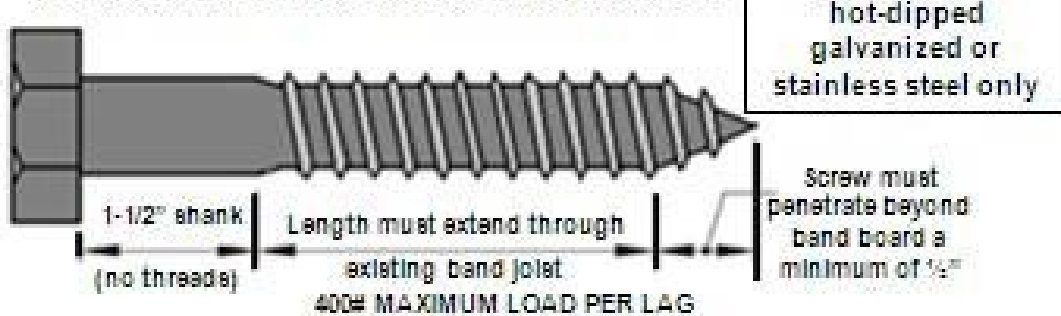 hot-dipped
galvanized or
stainless steel only
1-1/2" shank
(no threads)
Length must extend through
existing band joist
400# MAXIMUM LOAD PER LAG
Screw must
penetrate beyond
band board a
minimum of ½"